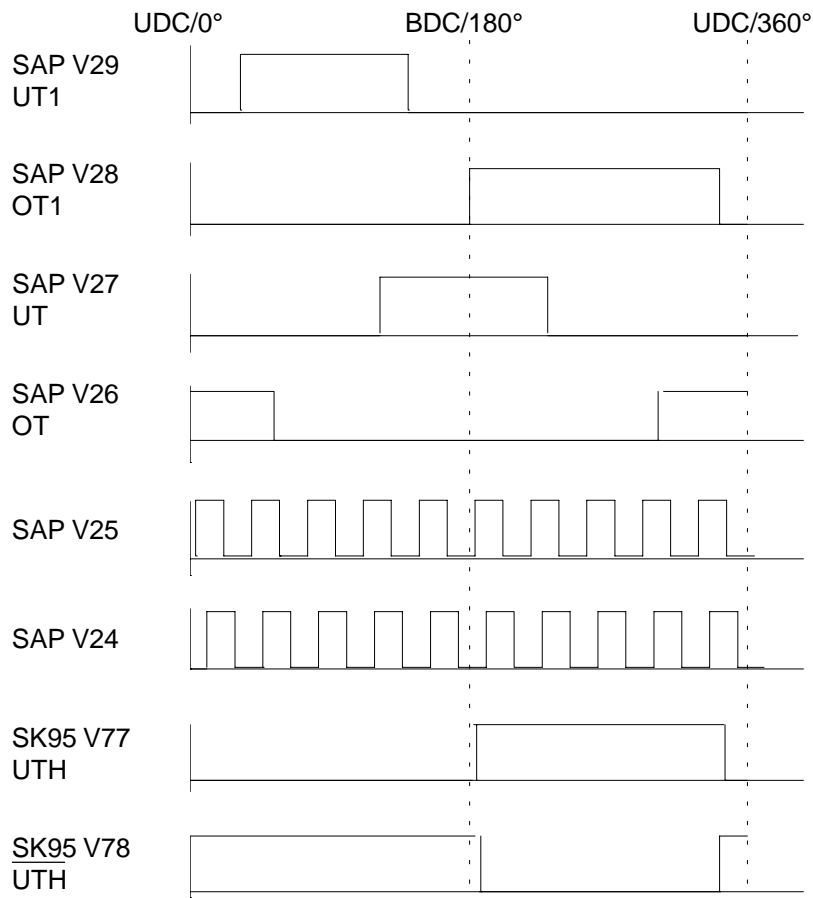 UDC/0° BDC/180° UDC/360°
SAP V29
UT1
SAP V28
OT1
SAP V27
UT
SAP V26
OT
SAP V25
SAP V24
SK95 V77
UTH
SK95 V78
UTH